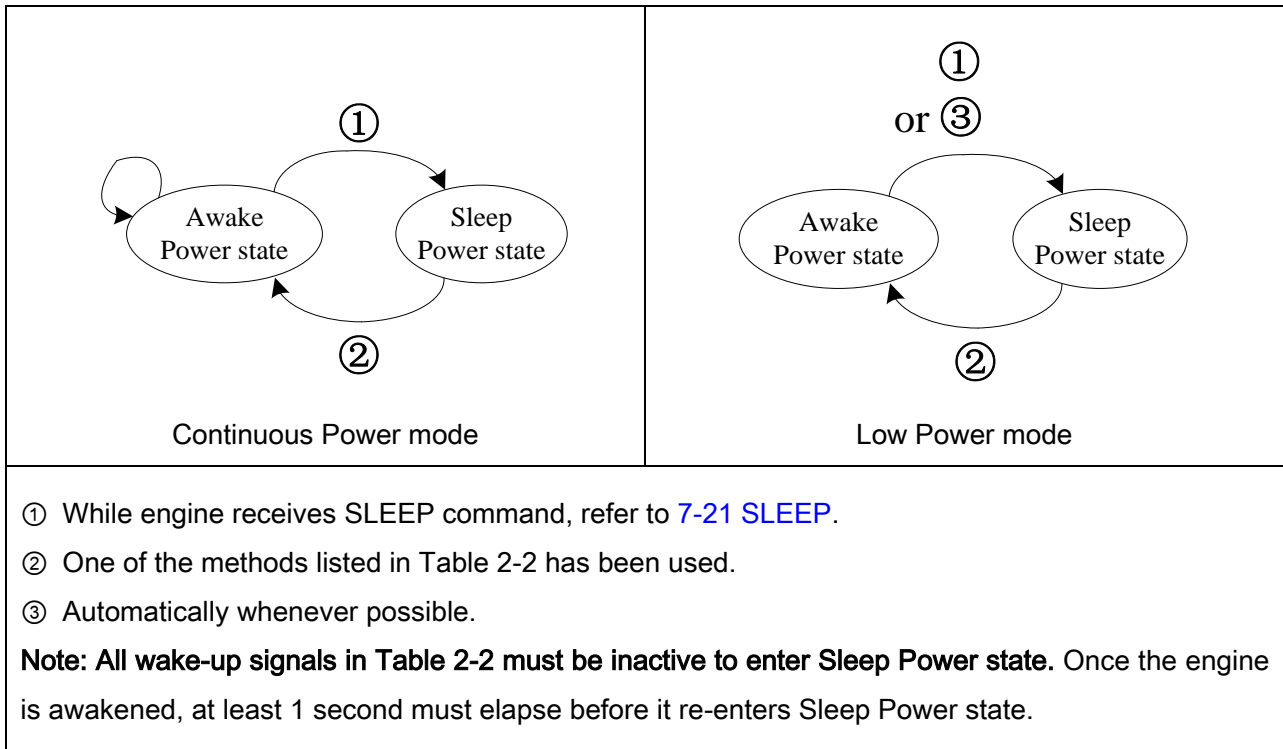 ①
Awake
Power state
Sleep
Power state
②
Continuous Power mode
①
or ③
Awake
Power state
Sleep
Power state
②
Low Power mode
① While engine receives SLEEP command, refer to 7-21 SLEEP.
② One of the methods listed in Table 2-2 has been used.
③ Automatically whenever possible.
Note: All wake-up signals in Table 2-2 must be inactive to enter Sleep Power state. Once the engine
is awakened, at least 1 second must elapse before it re-enters Sleep Power state.